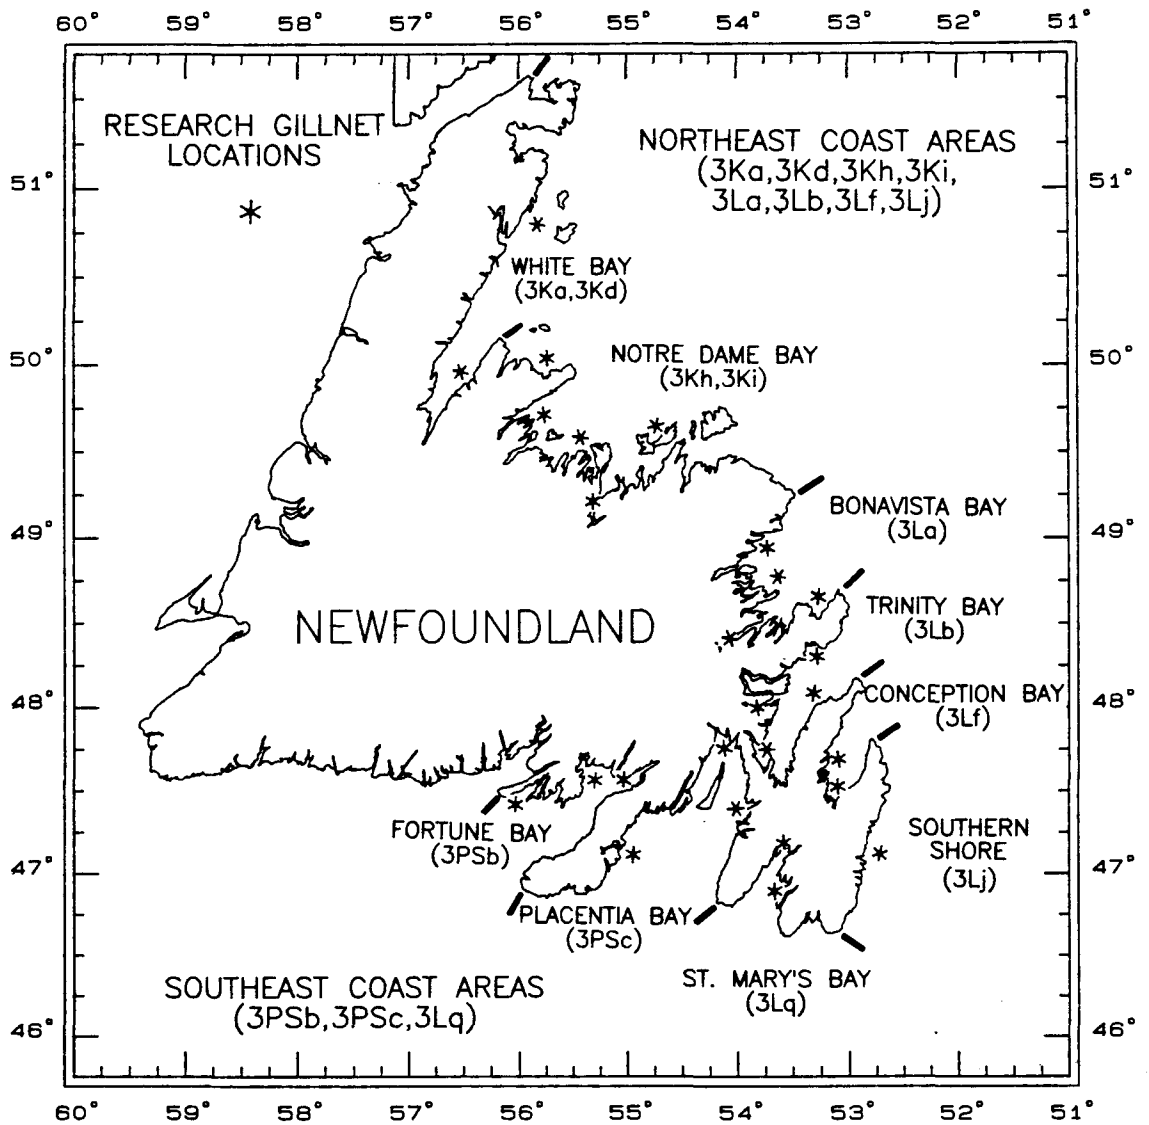 60° 59° 58° 57° 56° 55° 54° 53° 52° 51°
RESEARCH GILLNET
LOCATIONS
NORTHEAST COAST AREAS
(3Ka,3Kd,3Kh,3Ki,
3La,3Lb,3Lf,3Lj)
51° 51°
WHITE BAY
(3Ka,3Kd)
50° 50°
NOTRE DAME BAY
(3Kh,3Ki)
BONAVISTA BAY
(3La)
49° 49°
TRINITY BAY
(3Lb)
NEWFOUNDLAND
48° 48°
CONCEPTION BAY
(3Lf)
FORTUNE BAY
(3PSb)
SOUTHERN
SHORE
(3Lj)
47° 47°
PLACENTIA BAY
(3PSc)
ST. MARY'S BAY
(3Lq)
SOUTHEAST COAST AREAS
(3PSb,3PSc,3Lq)
46° 46°
60° 59° 58° 57° 56° 55° 54° 53° 52° 51°